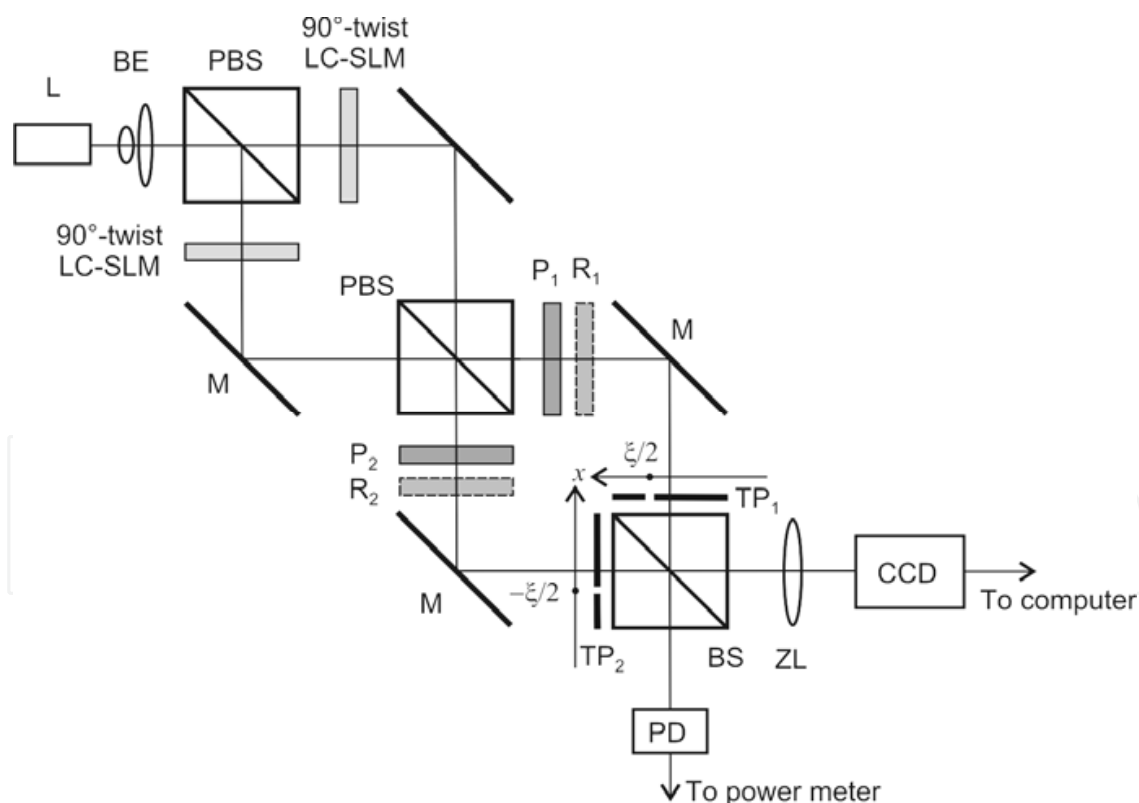 90°-twist
LC-SLM
BE
PBS
L
90°-twist
LC-SLM
PBS
P1
R1
M
M
P2
R2
ξ/2
x
TP1
M
−ξ/2
TP2
BS
ZL
CCD
To computer
PD
To power meter